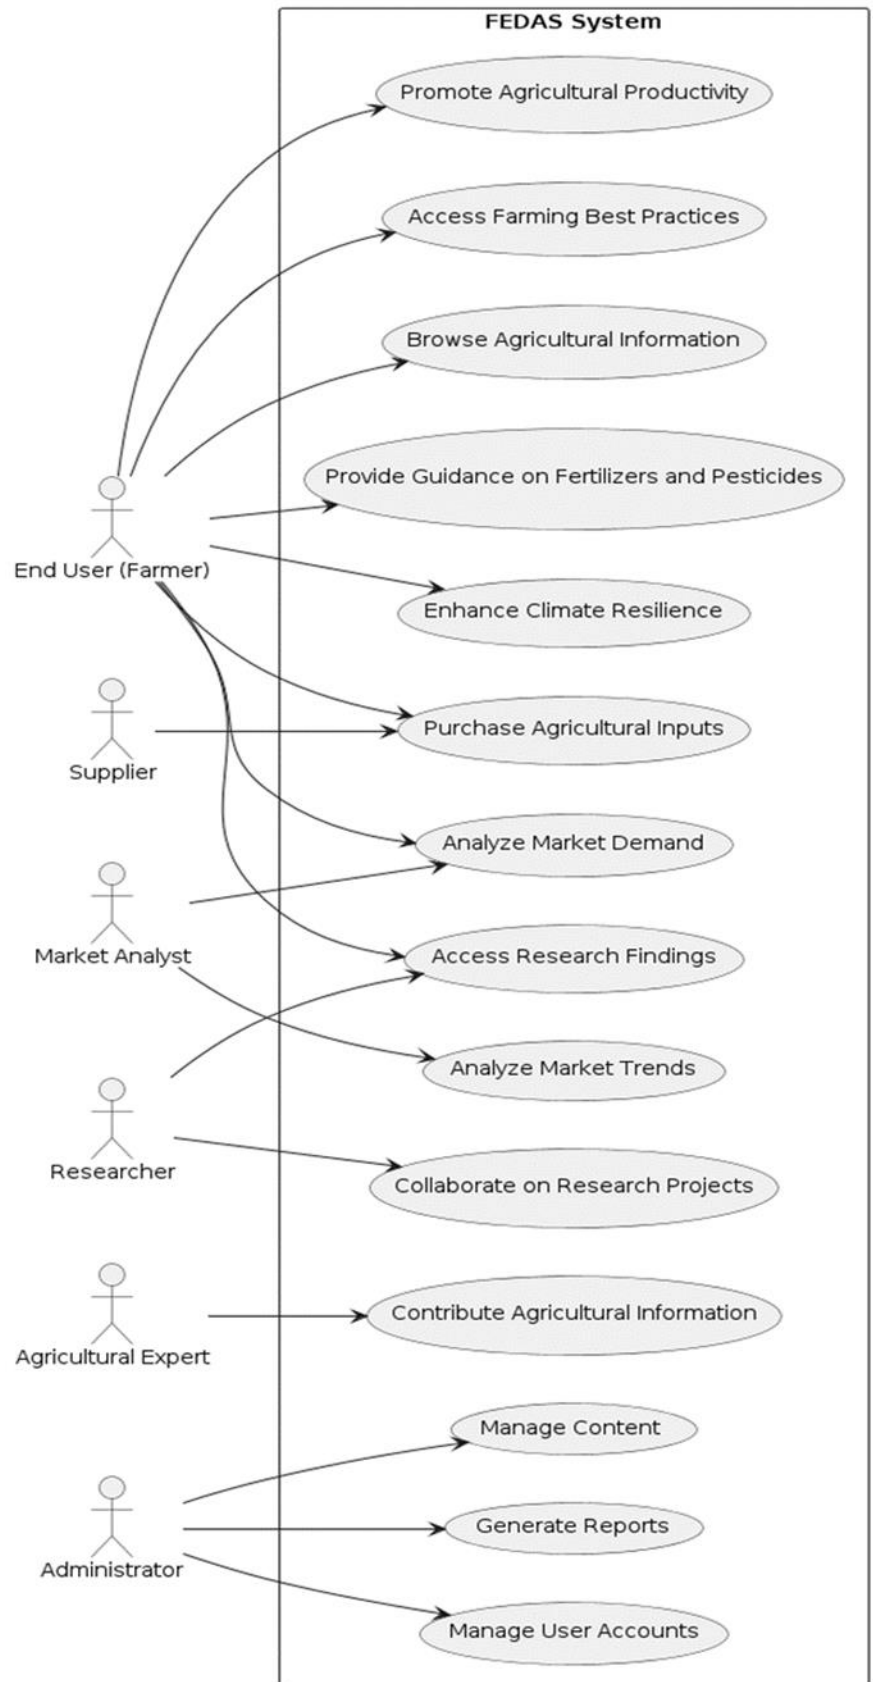 FEDAS System
Promote Agricultural Productivity
Access Farming Best Practices
Browse Agricultural Information
Provide Guidance on Fertilizers and Pesticides
End User (Farmer)
Enhance Climate Resilience
Purchase Agricultural Inputs
Supplier
Analyze Market Demand
Market Analyst
Access Research Findings
Analyze Market Trends
Researcher
Collaborate on Research Projects
Contribute Agricultural Information
Agricultural Expert
Manage Content
Generate Reports
Administrator
Manage User Accounts